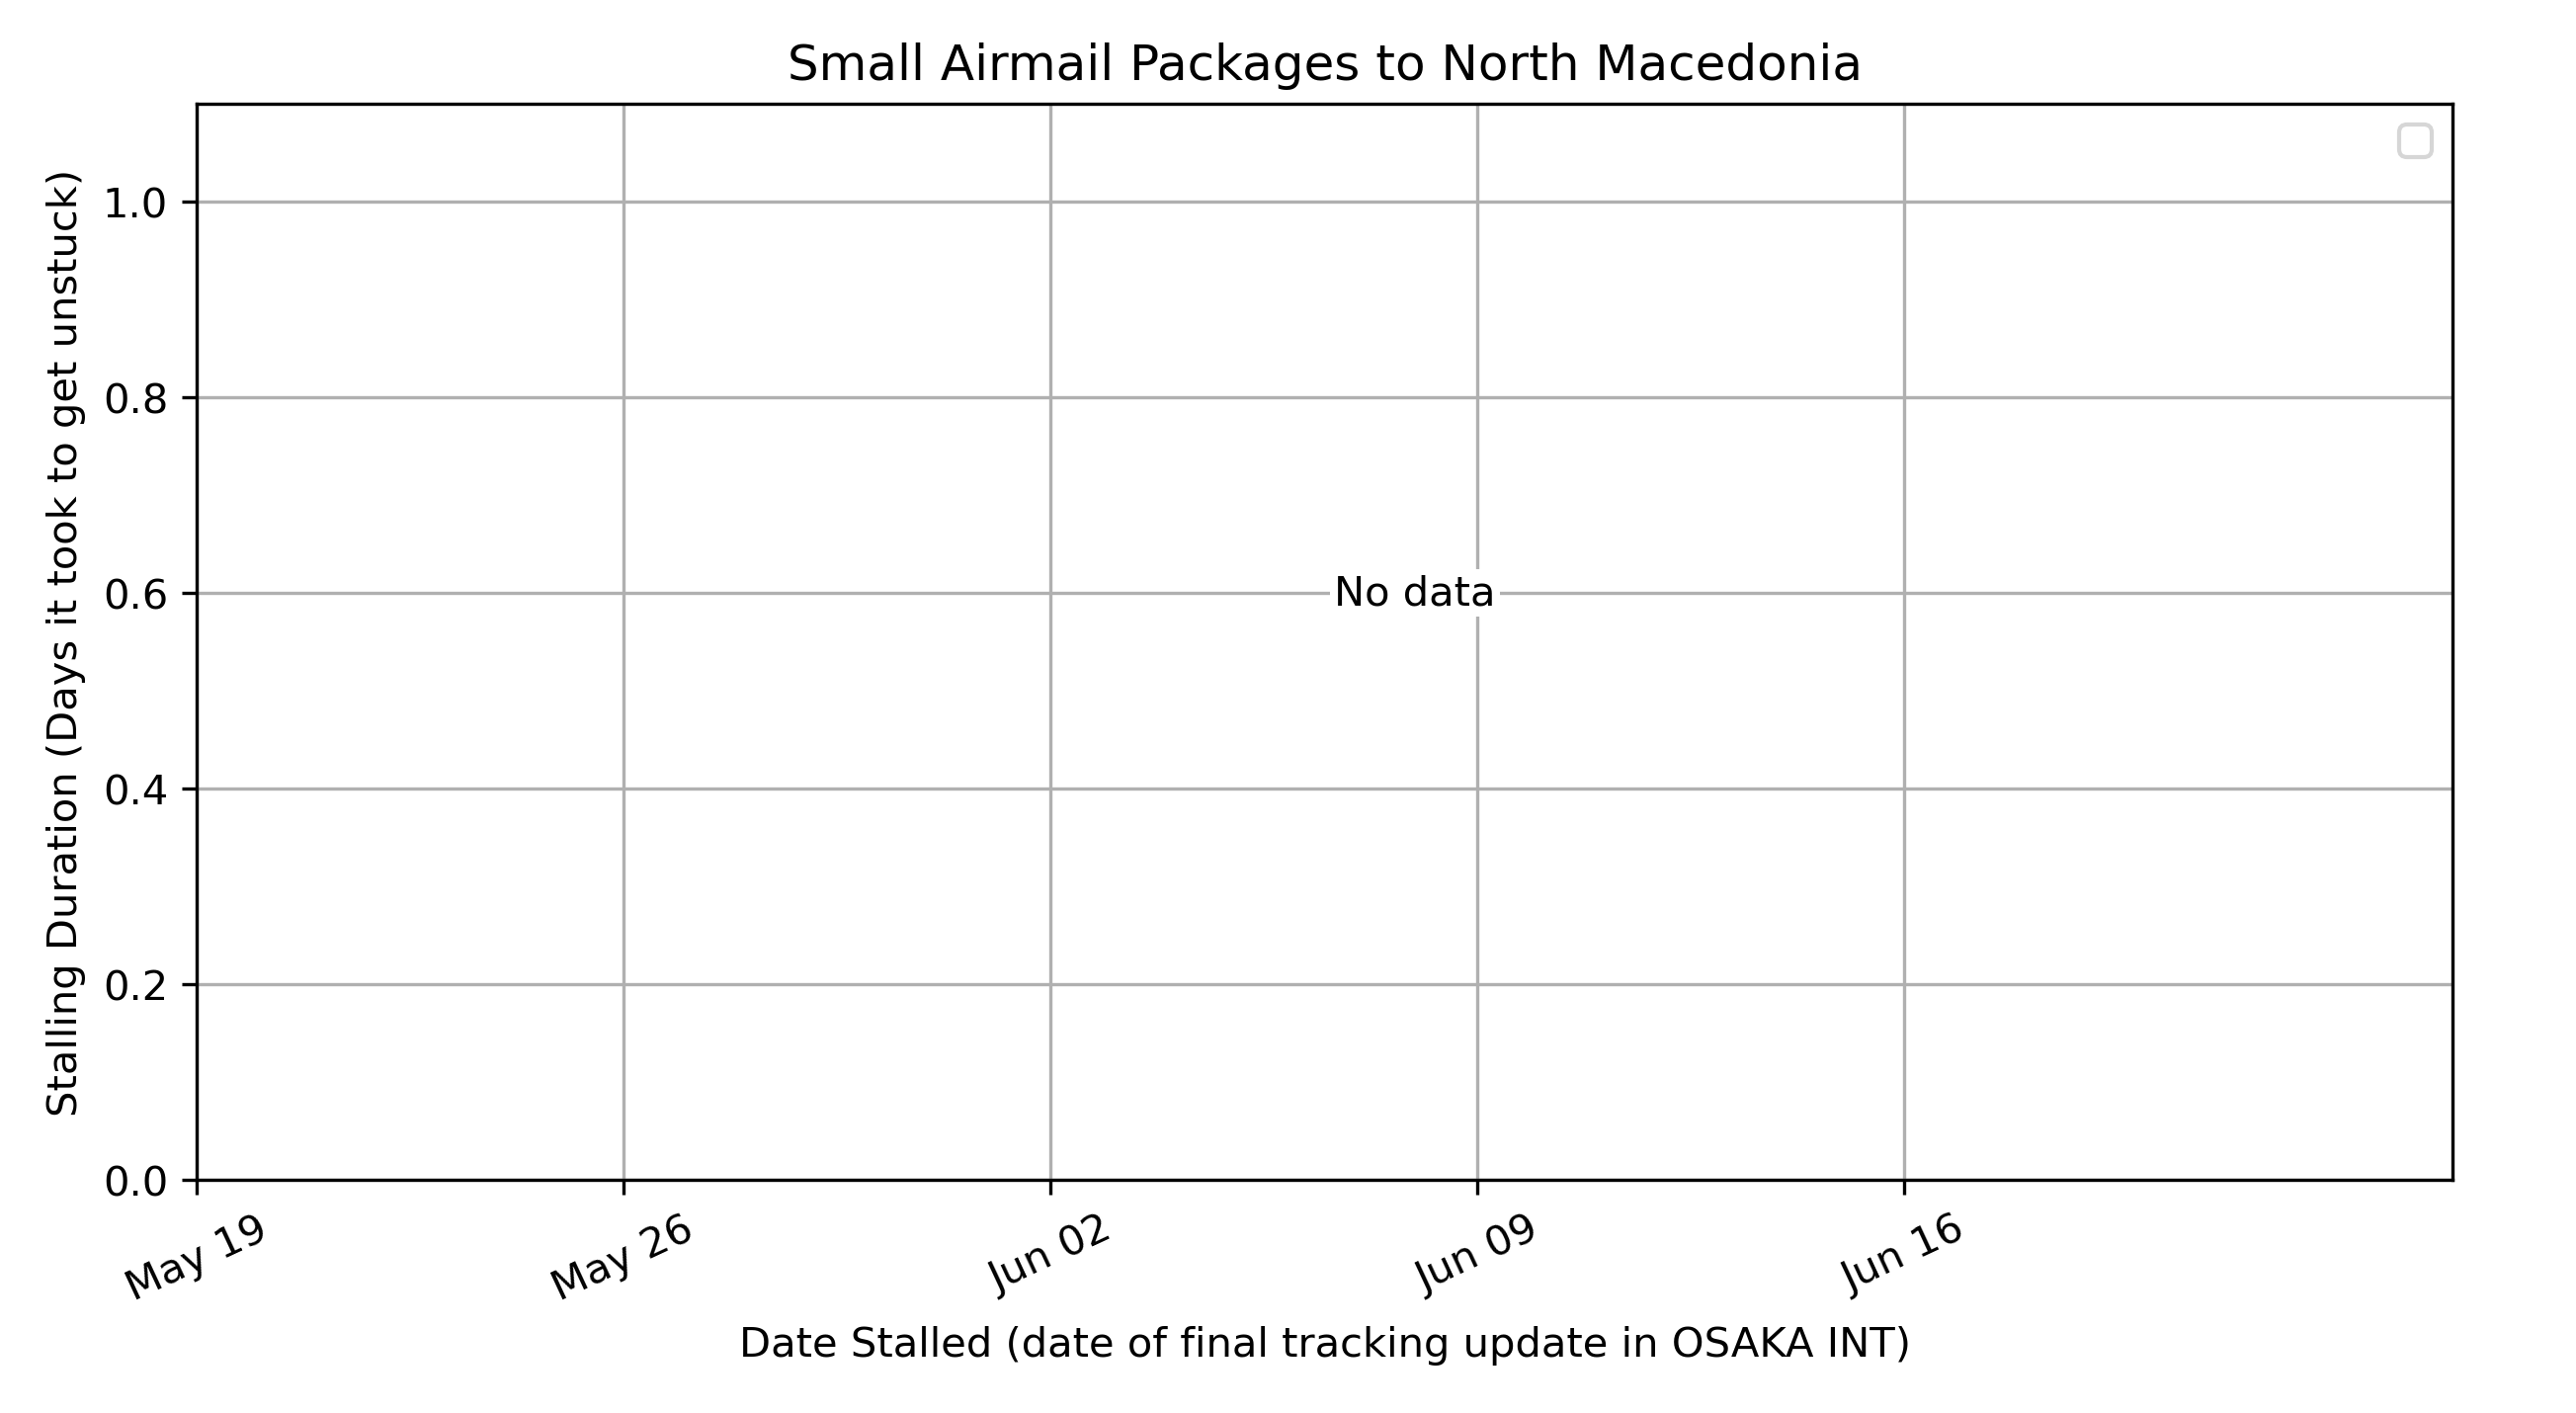 Small Airmail Packages to North Macedonia
Stalling Duration (Days it took to get unstuck)
1.0
0.8
0.6
0.4
0.2
0.0
No data
May 19
May 26
Jun 02
Jun 09
Jun 16
Date Stalled (date of final tracking update in OSAKA INT)